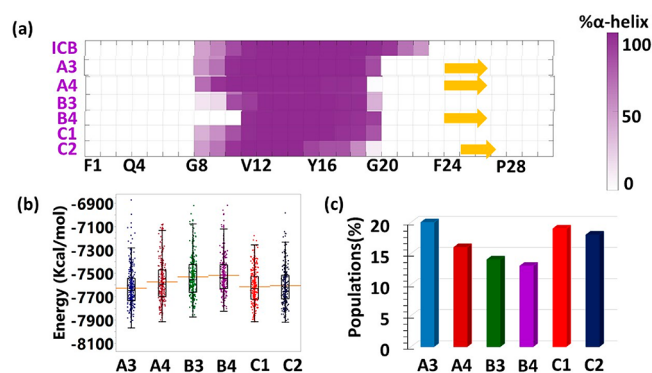 (a)
%α-helix
ICB
A3
A4
B3
B4
C1
C2
F1 Q4 G8 V12 Y16 G20 F24 P28
100
50
0
(b)
Energy (Kcal/mol)
-6900
-7100
-7300
-7500
-7700
-7900
-8100
A3 A4 B3 B4 C1 C2
(c)
Populations(%)
20
15
10
5
0
A3 A4 B3 B4 C1 C2